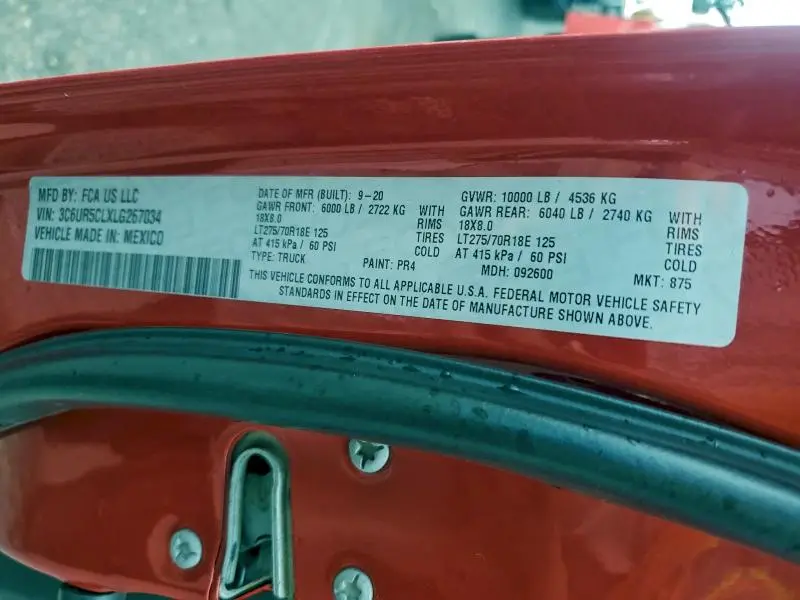 MFD BY: FCA US LLC
VIN: 3C6UR5CLXLG267034
VEHICLE MADE IN: MEXICO
DATE OF MFR (BUILT): 9-20
GAWR FRONT: 6000 LB / 2722 KG WITH
18X8.0 RIMS
LT275/70R18E 125 TIRES
AT 415 kPa / 60 PSI COLD
TYPE: TRUCK PAINT: PR4
GVWR: 10000 LB / 4536 KG
GAWR REAR: 6040 LB / 2740 KG WITH
18X8.0 RIMS
LT275/70R18E 125 TIRES
AT 415 kPa / 60 PSI COLD
MDH: 092600 MKT: 875
THIS VEHICLE CONFORMS TO ALL APPLICABLE U.S.A. FEDERAL MOTOR VEHICLE SAFETY
STANDARDS IN EFFECT ON THE DATE OF MANUFACTURE SHOWN ABOVE.